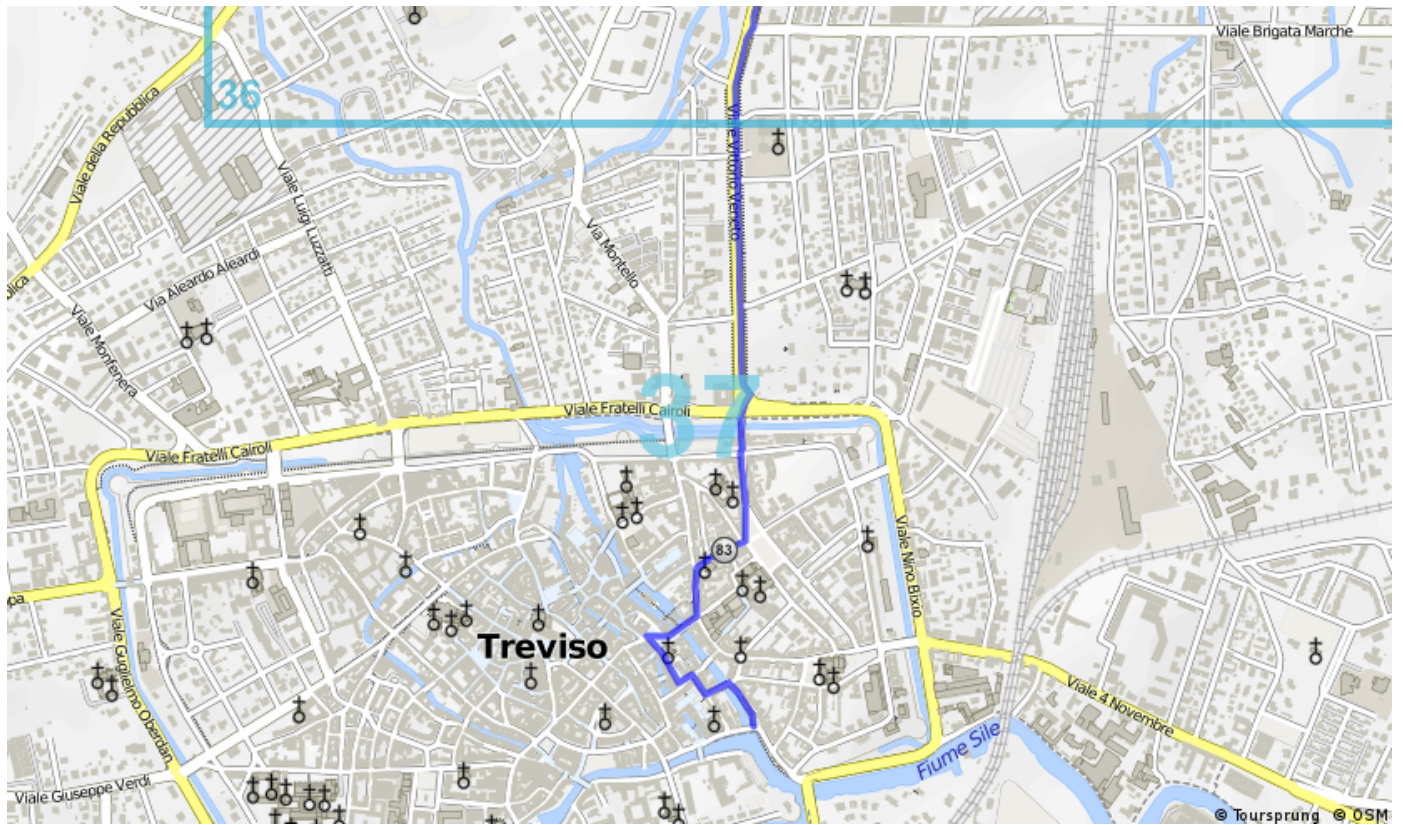 Viale Brigata Marche
36
Viale della Repubblica
Viale Vittorio Veneto
Viale Luigi Luzzatti
Via Montello
Via Aleardo Aleardi
blica
Viale Monfenera
37
Viale Fratelli Cairoli
Viale Fratelli Cairoli
83
Viale Nino Bixio
ppa
Viale Guglielmo Oberdan
Treviso
Viale 4 Novembre
Fiume Sile
Viale Giuseppe Verdi
© Toursprung © OSM